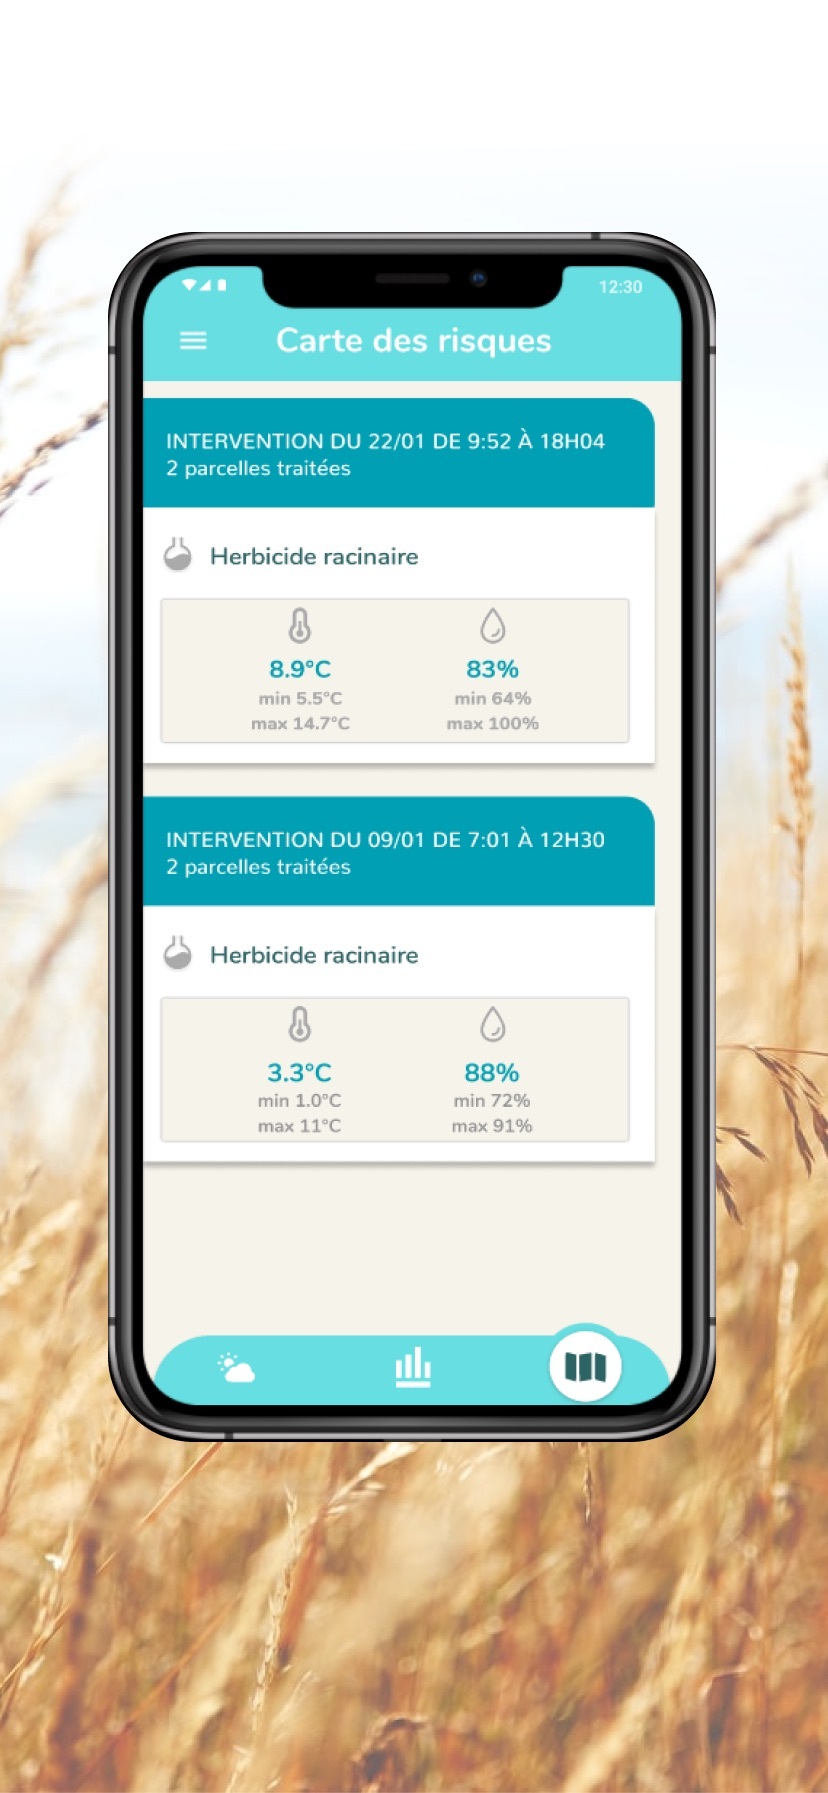 12:30
Carte des risques
INTERVENTION DU 22/01 DE 9:52 À 18H04
2 parcelles traitées
Herbicide racinaire
8.9°C
83%
min 5.5°C
min 64%
max 14.7°C
max 100%
INTERVENTION DU 09/01 DE 7:01 À 12H30
2 parcelles traitées
Herbicide racinaire
3.3°C
88%
min 1.0°C
min 72%
max 11°C
max 91%